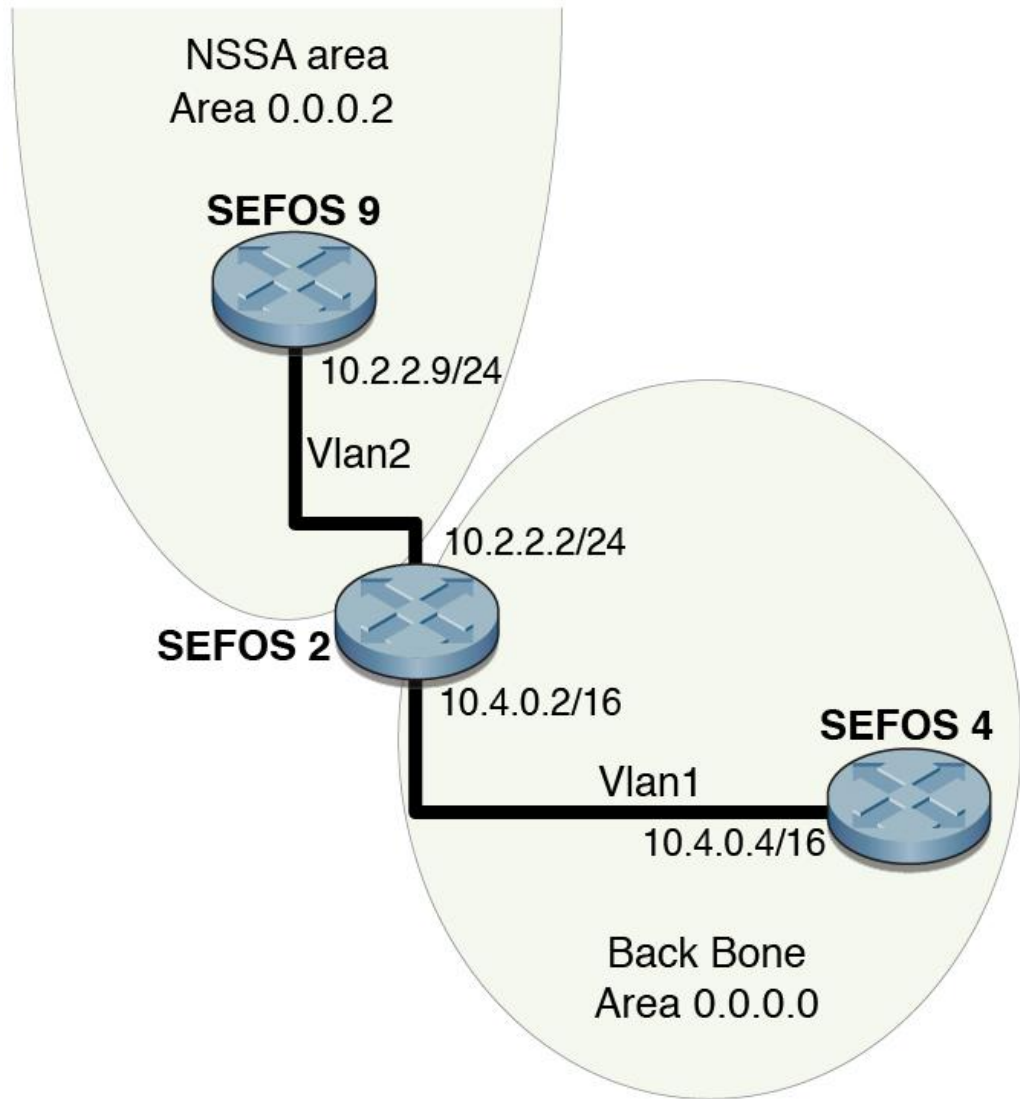 NSSA area
Area 0.0.0.2
SEFOS 9
10.2.2.9/24
Vlan2
10.2.2.2/24
SEFOS 2
10.4.0.2/16
SEFOS 4
Vlan1
10.4.0.4/16
Back Bone
Area 0.0.0.0